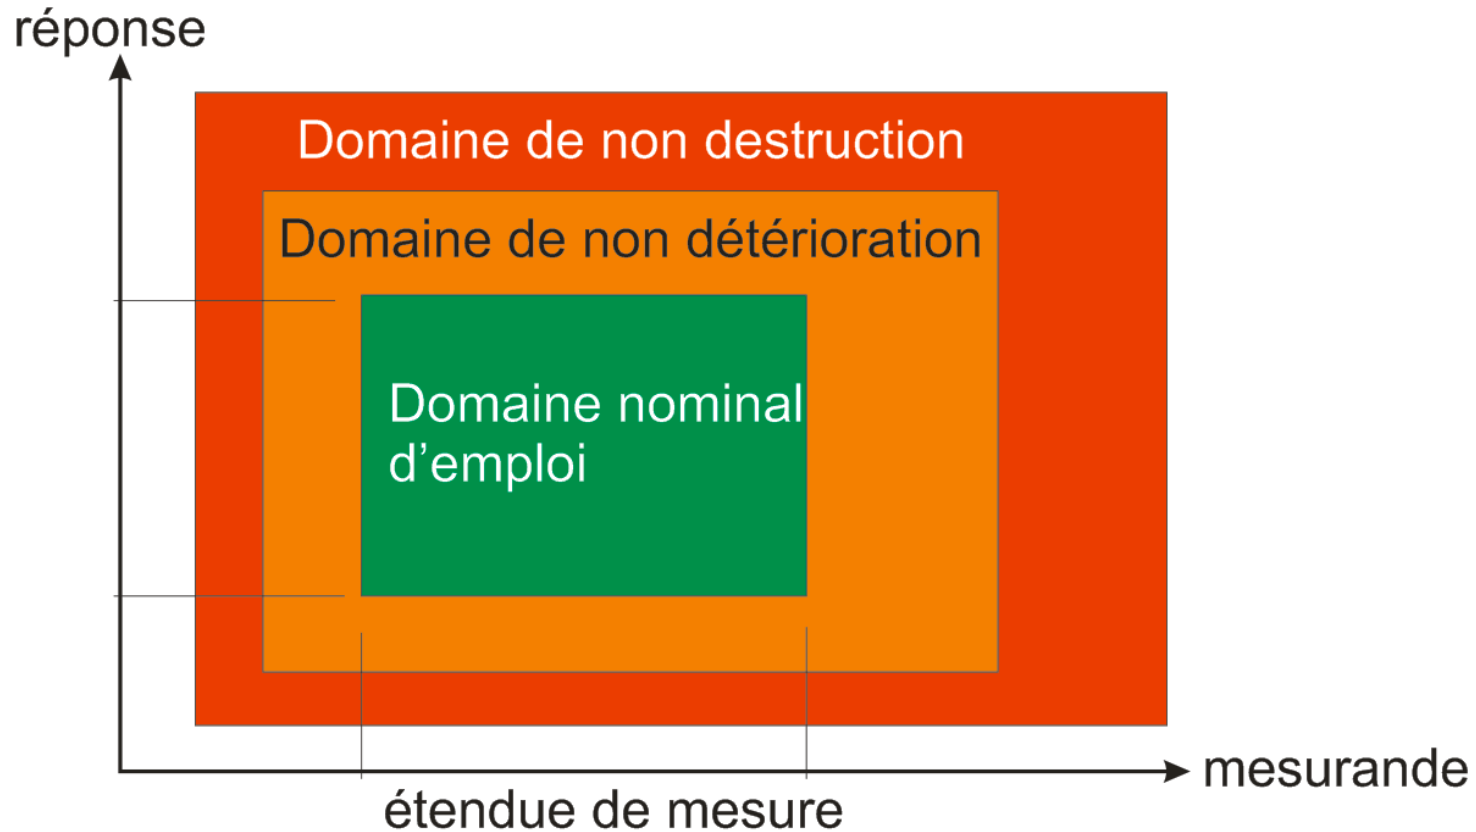 réponse
Domaine de non destruction
Domaine de non détérioration
Domaine nominal
d’emploi
mesurande
étendue de mesure